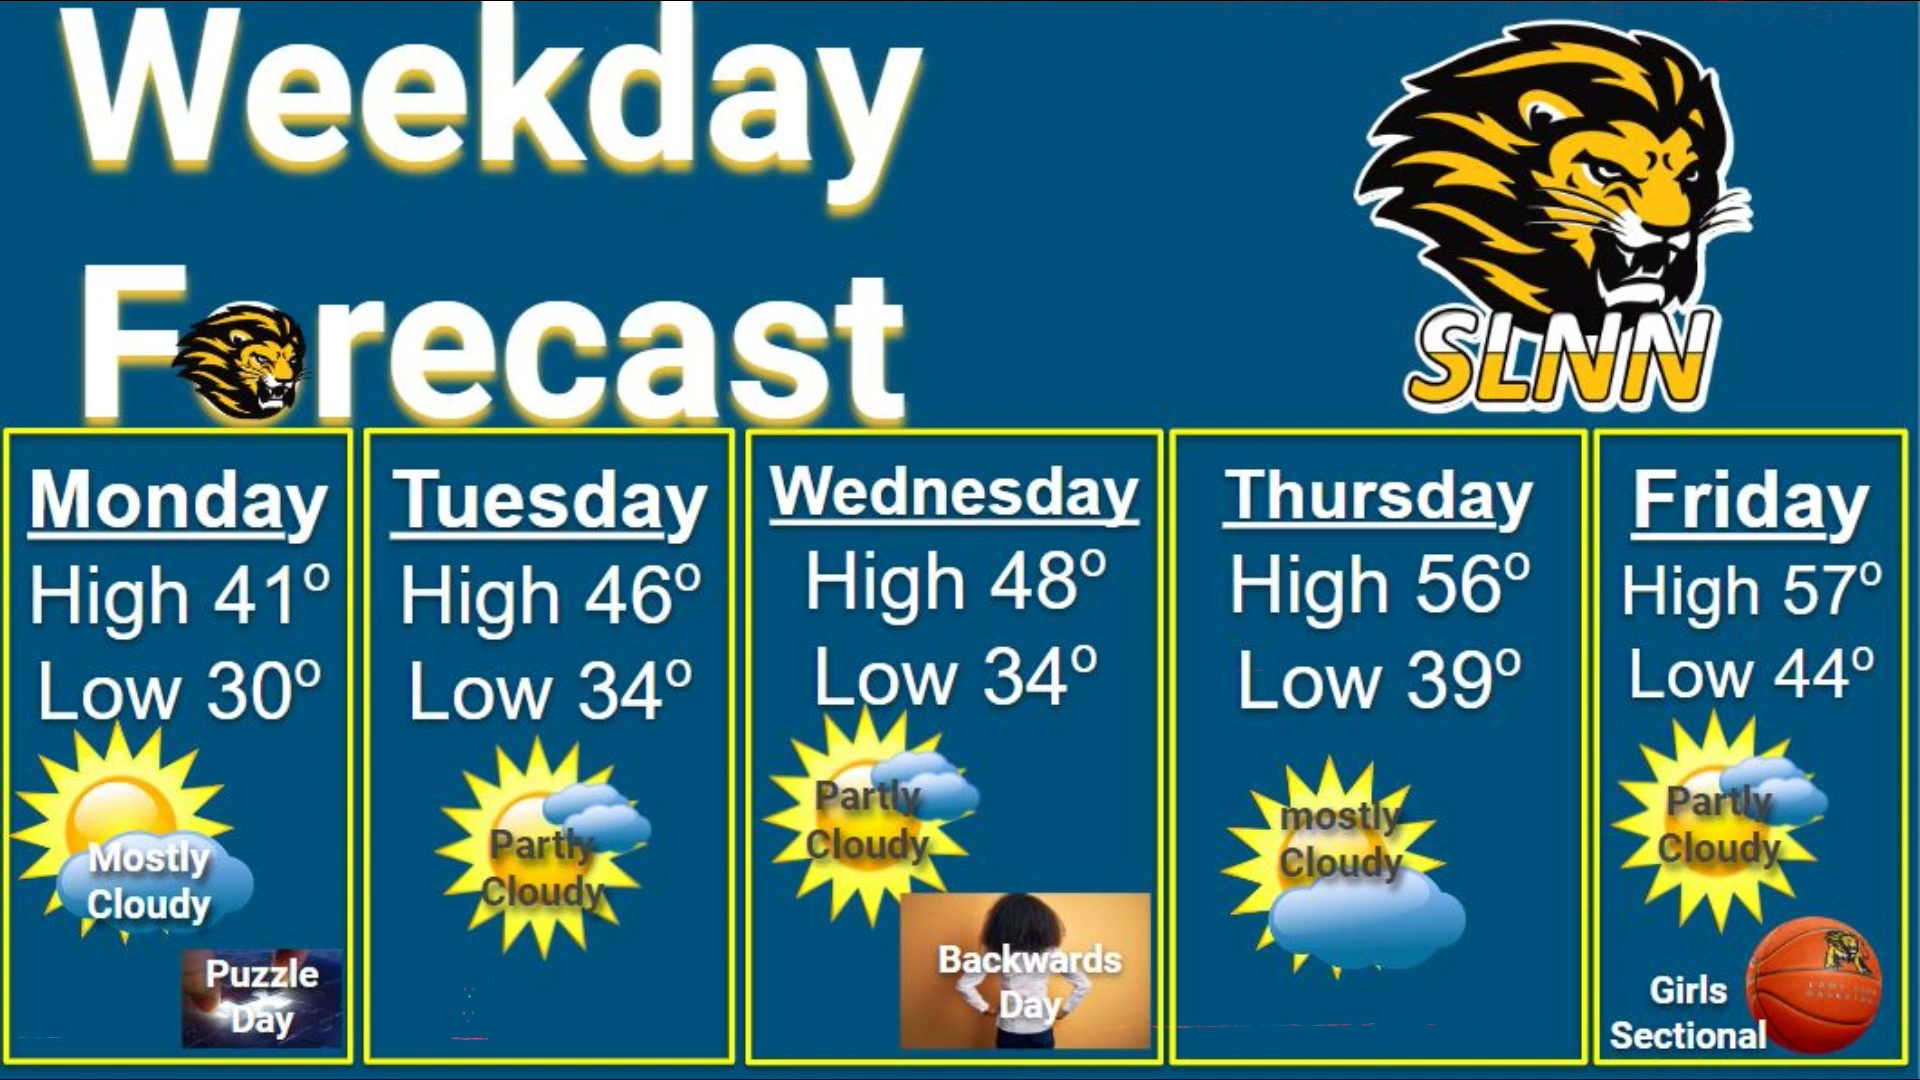 Weekday
Forecast
SLNN
Monday
High 41º
Low 30º
Mostly
Cloudy
Puzzle
Day
Tuesday
High 46º
Low 34º
Partly
Cloudy
Wednesday
High 48º
Low 34º
Partly
Cloudy
Backwards
Day
Thursday
High 56º
Low 39º
mostly
Cloudy
Friday
High 57º
Low 44º
Partly
Cloudy
Girls
Sectional